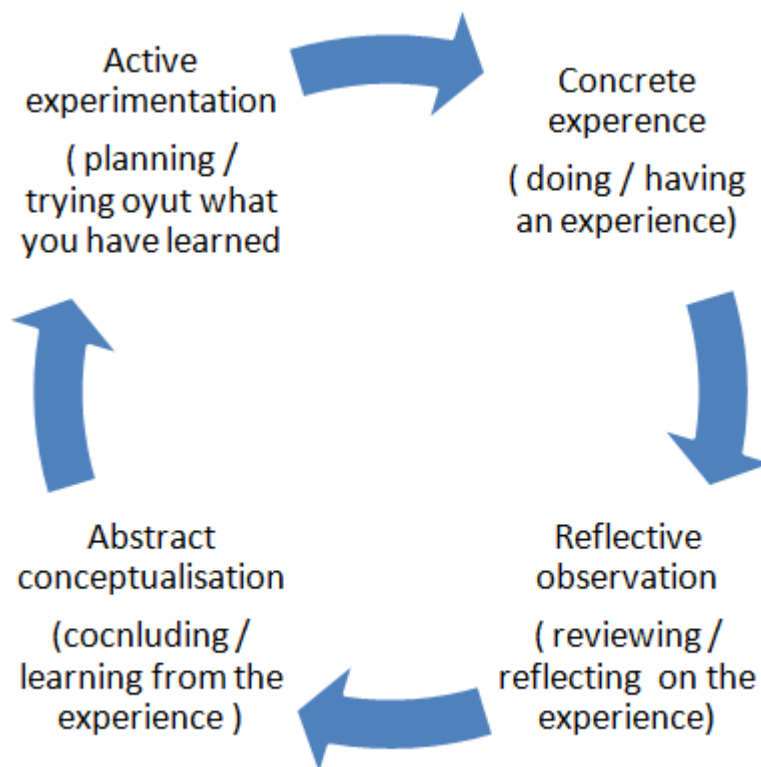 Active
experimentation
( planning /
trying oyut what
you have learned
Concrete
experence
( doing / having
an experience)
Reflective
observation
( reviewing /
reflecting on the
experience)
Abstract
conceptualisation
(cocnluding /
learning from the
experience )